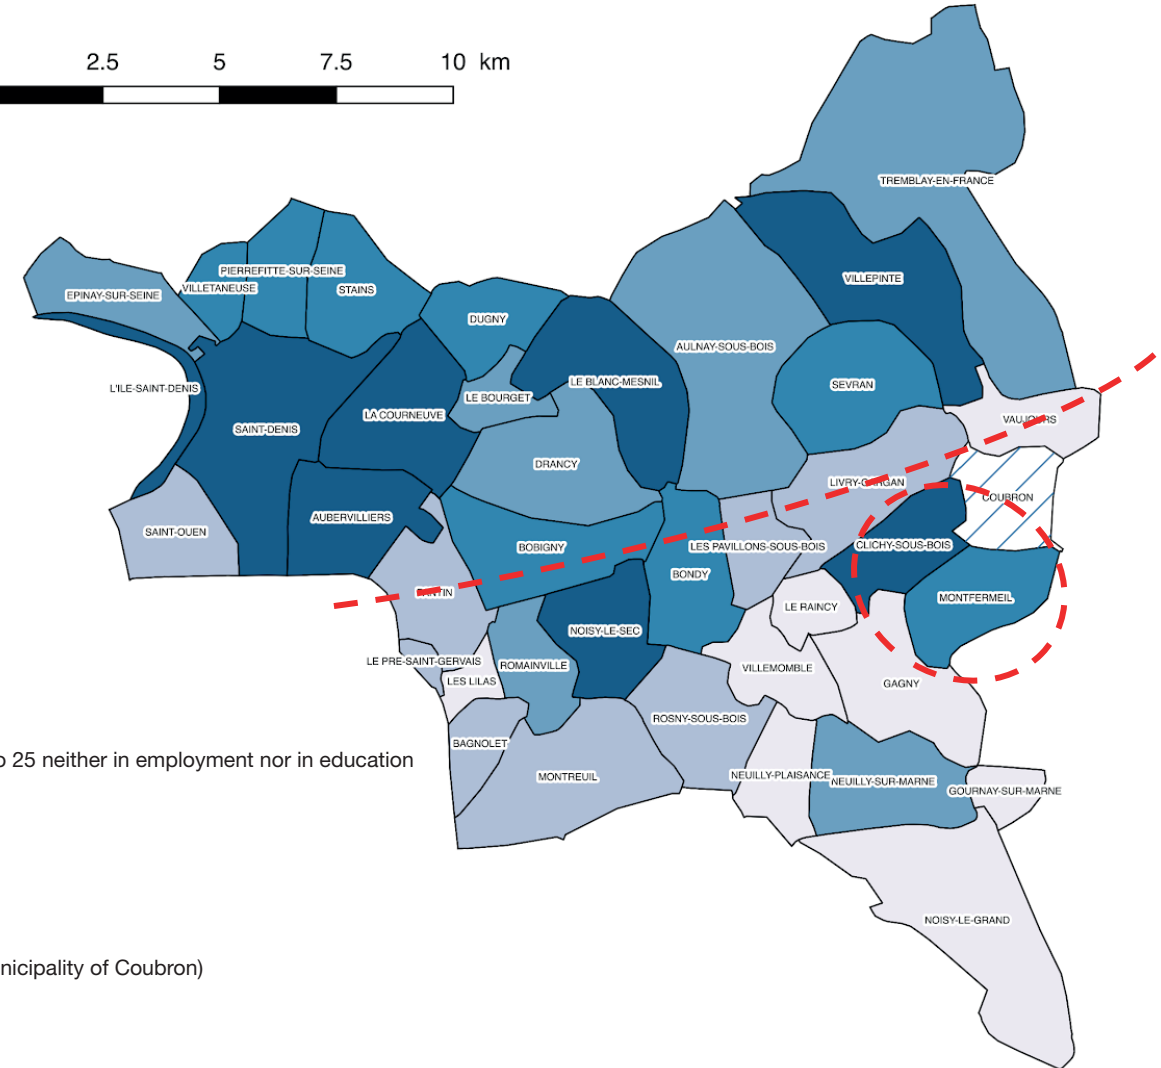 2.5 5 7.5 10 km
TREMBLAY-EN-FRANCE
PIERREFITTE-SUR-SEINE
VILLEPINTE
VILLETANEUSE
STAINS
EPINAY-SUR-SEINE
DUGNY
AULNAY-SOUS-BOIS
LE BLANC-MESNIL
SEVRAN
L'ILE-SAINT-DENIS
LE BOURGET
LA COURNEUVE
VAUJOURS
SAINT-DENIS
DRANCY
LIVRY-GARGAN
COUBRON
AUBERVILLIERS
SAINT-OUEN
BOBIGNY
LES PAVILLONS-SOUS-BOIS
CLICHY-SOUS-BOIS
BONDY
PANTIN
MONTFERMEIL
LE RAINCY
NOISY-LE-SEC
LE PRE-SAINT-GERVAIS
ROMAINVILLE
VILLEMOMBLE
LES LILAS
GAGNY
ROSNY-SOUS-BOIS
BAGNOLET
o 25 neither in employment nor in education
MONTREUIL
NEUILLY-PLAISANCE
NEUILLY-SUR-MARNE
GOURNAY-SUR-MARNE
NOISY-LE-GRAND
nicipality of Coubron)